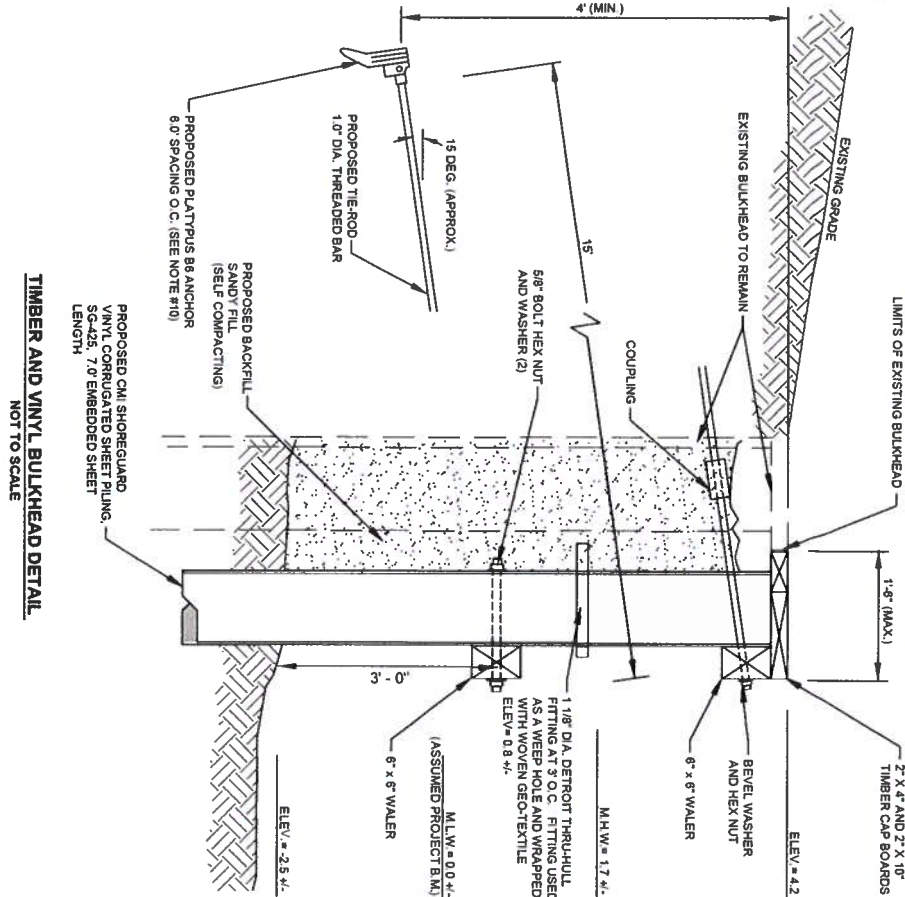 4' (MIN.)
EXISTING GRADE
LIMITS OF EXISTING BULKHEAD
1'-6" (MAX.)
2" X 4" AND 2" X 10"
TIMBER CAP BOARDS
ELEV.= 4.2
EXISTING BULKHEAD TO REMAIN
15 DEG. (APPROX.)
15'
COUPLING
BEVEL WASHER
AND HEX NUT
6" x 6" WALER
M.H.W.= 1.7 +/-
PROPOSED TIE-ROD
1.0" DIA. THREADED BAR
5/8" BOLT HEX NUT
AND WASHER (2)
1 1/8" DIA. DETROIT THRU-HULL
FITTING AT 3' O.C. FITTING USED
AS A WEEP HOLE AND WRAPPED
WITH WOVEN GEO-TEXTILE
ELEV= 0.8 +/-
M.L.W.= 0.0 +/-
(ASSUMED PROJECT B.M.)
PROPOSED PLATYPUS B6 ANCHOR
6.0' SPACING O.C. (SEE NOTE #10)
PROPOSED BACKFILL
SANDY FILL
(SELF COMPACTING)
3' - 0"
6" x 6" WALER
ELEV.= -2.5 +/-
PROPOSED CMI SHOREGUARD
VINYL CORRUGATED SHEET PILING,
SG-425, 7.0' EMBEDDED SHEET
LENGTH
TIMBER AND VINYL BULKHEAD DETAIL
NOT TO SCALE